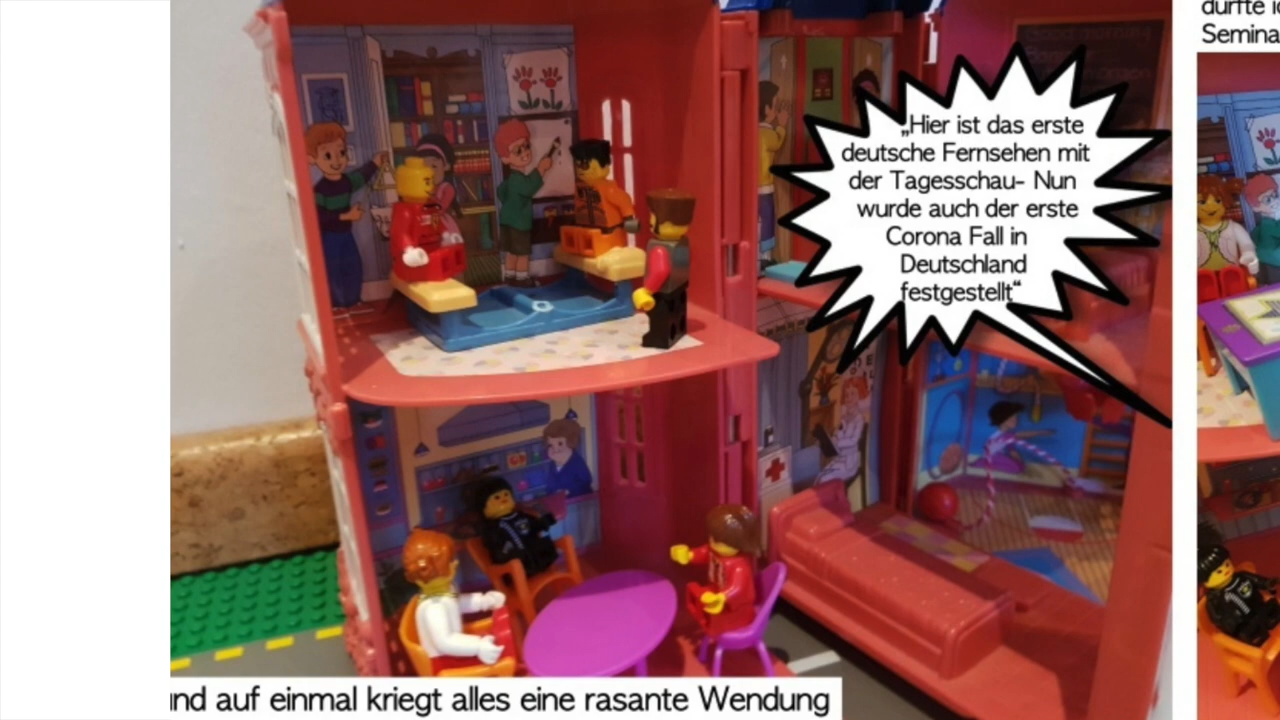 „Hier ist das erste
deutsche Fernsehen mit
der Tagesschau- Nun
wurde auch der erste
Corona Fall in
Deutschland
festgestellt“
und auf einmal kriegt alles eine rasante Wendung
durfte
Semina